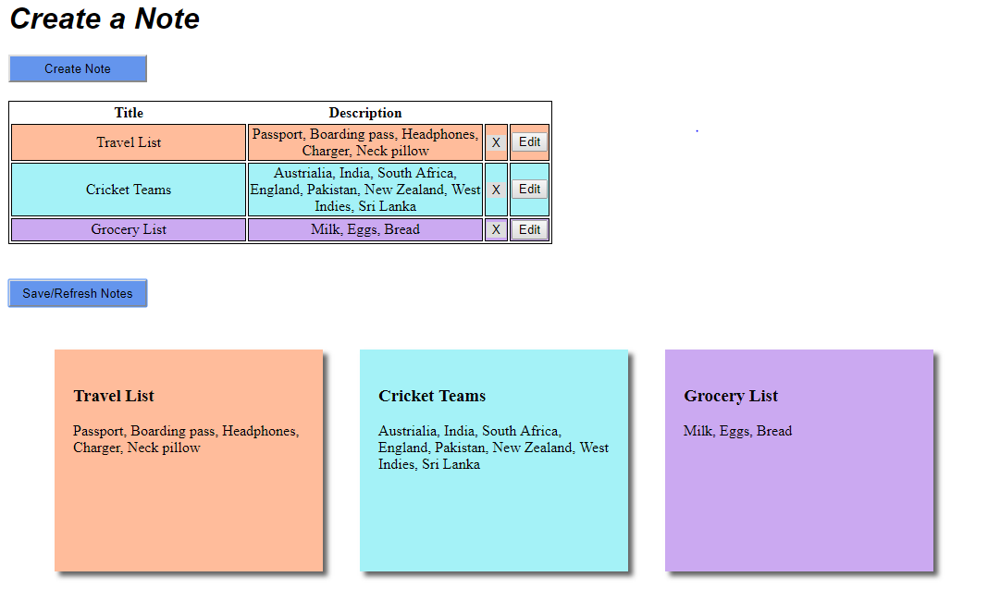 Create a Note
Create Note
Title Description
Travel List Passport, Boarding pass, Headphones, X Edit
Charger, Neck pillow
Cricket Teams Austrialia, India, South Africa, X Edit
England, Pakistan, New Zealand, West
Indies, Sri Lanka
Grocery List Milk, Eggs, Bread X Edit
Save/Refresh Notes
Travel List
Passport, Boarding pass, Headphones,
Charger, Neck pillow
Cricket Teams
Austrialia, India, South Africa,
England, Pakistan, New Zealand, West
Indies, Sri Lanka
Grocery List
Milk, Eggs, Bread